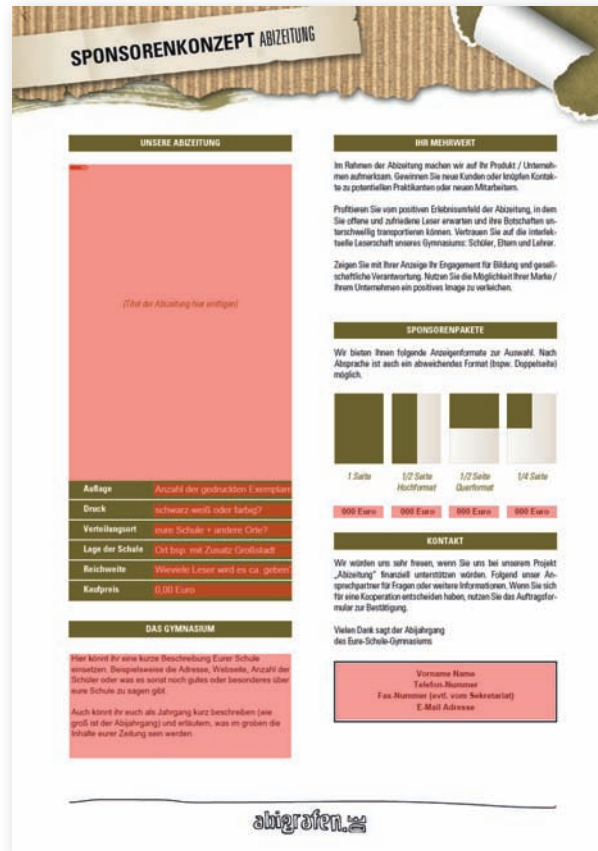 SPONSORENKONZEPT ABIZEITUNG
UNSERE ABIZEITUNG
(Titel der Abizeitung hier einfügen)
Auflage Anzahl der gedruckten Exemplare
Druck schwarz-weiß oder farbig?
Verteilungsort eure Schule + andere Orte?
Lage der Schule Ort bsp. mit Zusatz Großstadt
Reichweite Wieviele Leser wird es ca. geben?
Kaufpreis 0,00 Euro
DAS GYMNASIUM
Hier könnt ihr eine kurze Beschreibung Eurer Schule
einsetzen. Beispielsweise die Adresse, Webseite, Anzahl der
Schüler oder was es sonst noch gutes oder besonderes über
eure Schule zu sagen gibt.
Auch könnt ihr euch als Jahrgang kurz beschreiben (wie
groß ist der Abijahrgang) und erläutern, was im groben die
Inhalte eurer Zeitung sein werden.
IHR MEHRWERT
Im Rahmen der Abizeitung machen wir auf Ihr Produkt / Unterneh-
men aufmerksam. Gewinnen Sie neue Kunden oder knüpfen Kontak-
te zu potentiellen Praktikanten oder neuen Mitarbeitern.
Profitieren Sie vom positiven Erlebnisumfeld der Abizeitung, in dem
Sie offene und zufriedene Leser erwarten und ihre Botschaften un-
terschwellig transportieren können. Vertrauen Sie auf die intellek-
tuelle Leserschaft unseres Gymnasiums: Schüler, Eltern und Lehrer.
Zeigen Sie mit Ihrer Anzeige Ihr Engagement für Bildung und gesell-
schaftliche Verantwortung. Nutzen Sie die Möglichkeit Ihrer Marke /
Ihrem Unternehmen ein positives Image zu verleichen.
SPONSORENPAKETE
Wir bieten Ihnen folgende Anzeigenformate zur Auswahl. Nach
Absprache ist auch ein abweichendes Format (bspw. Doppelseite)
möglich.
1 Seite 1/2 Seite 1/2 Seite 1/4 Seite
Hochformat Querformat
000 Euro 000 Euro 000 Euro 000 Euro
KONTAKT
Wir würden uns sehr freuen, wenn Sie uns bei unserem Projekt
„Abizeitung“ finanziell unterstützen würden. Folgend unser An-
sprechpartner für Fragen oder weitere Informationen. Wenn Sie sich
für eine Kooperation entscheiden haben, nutzen Sie das Auftragsfor-
mular zur Bestätigung.
Vielen Dank sagt der Abijahrgang
des Eure-Schule-Gymnasiums
Vorname Name
Telefon-Nummer
Fax-Nummer (evtl. vom Sekretariat)
E-Mail Adresse
abigrafen.de